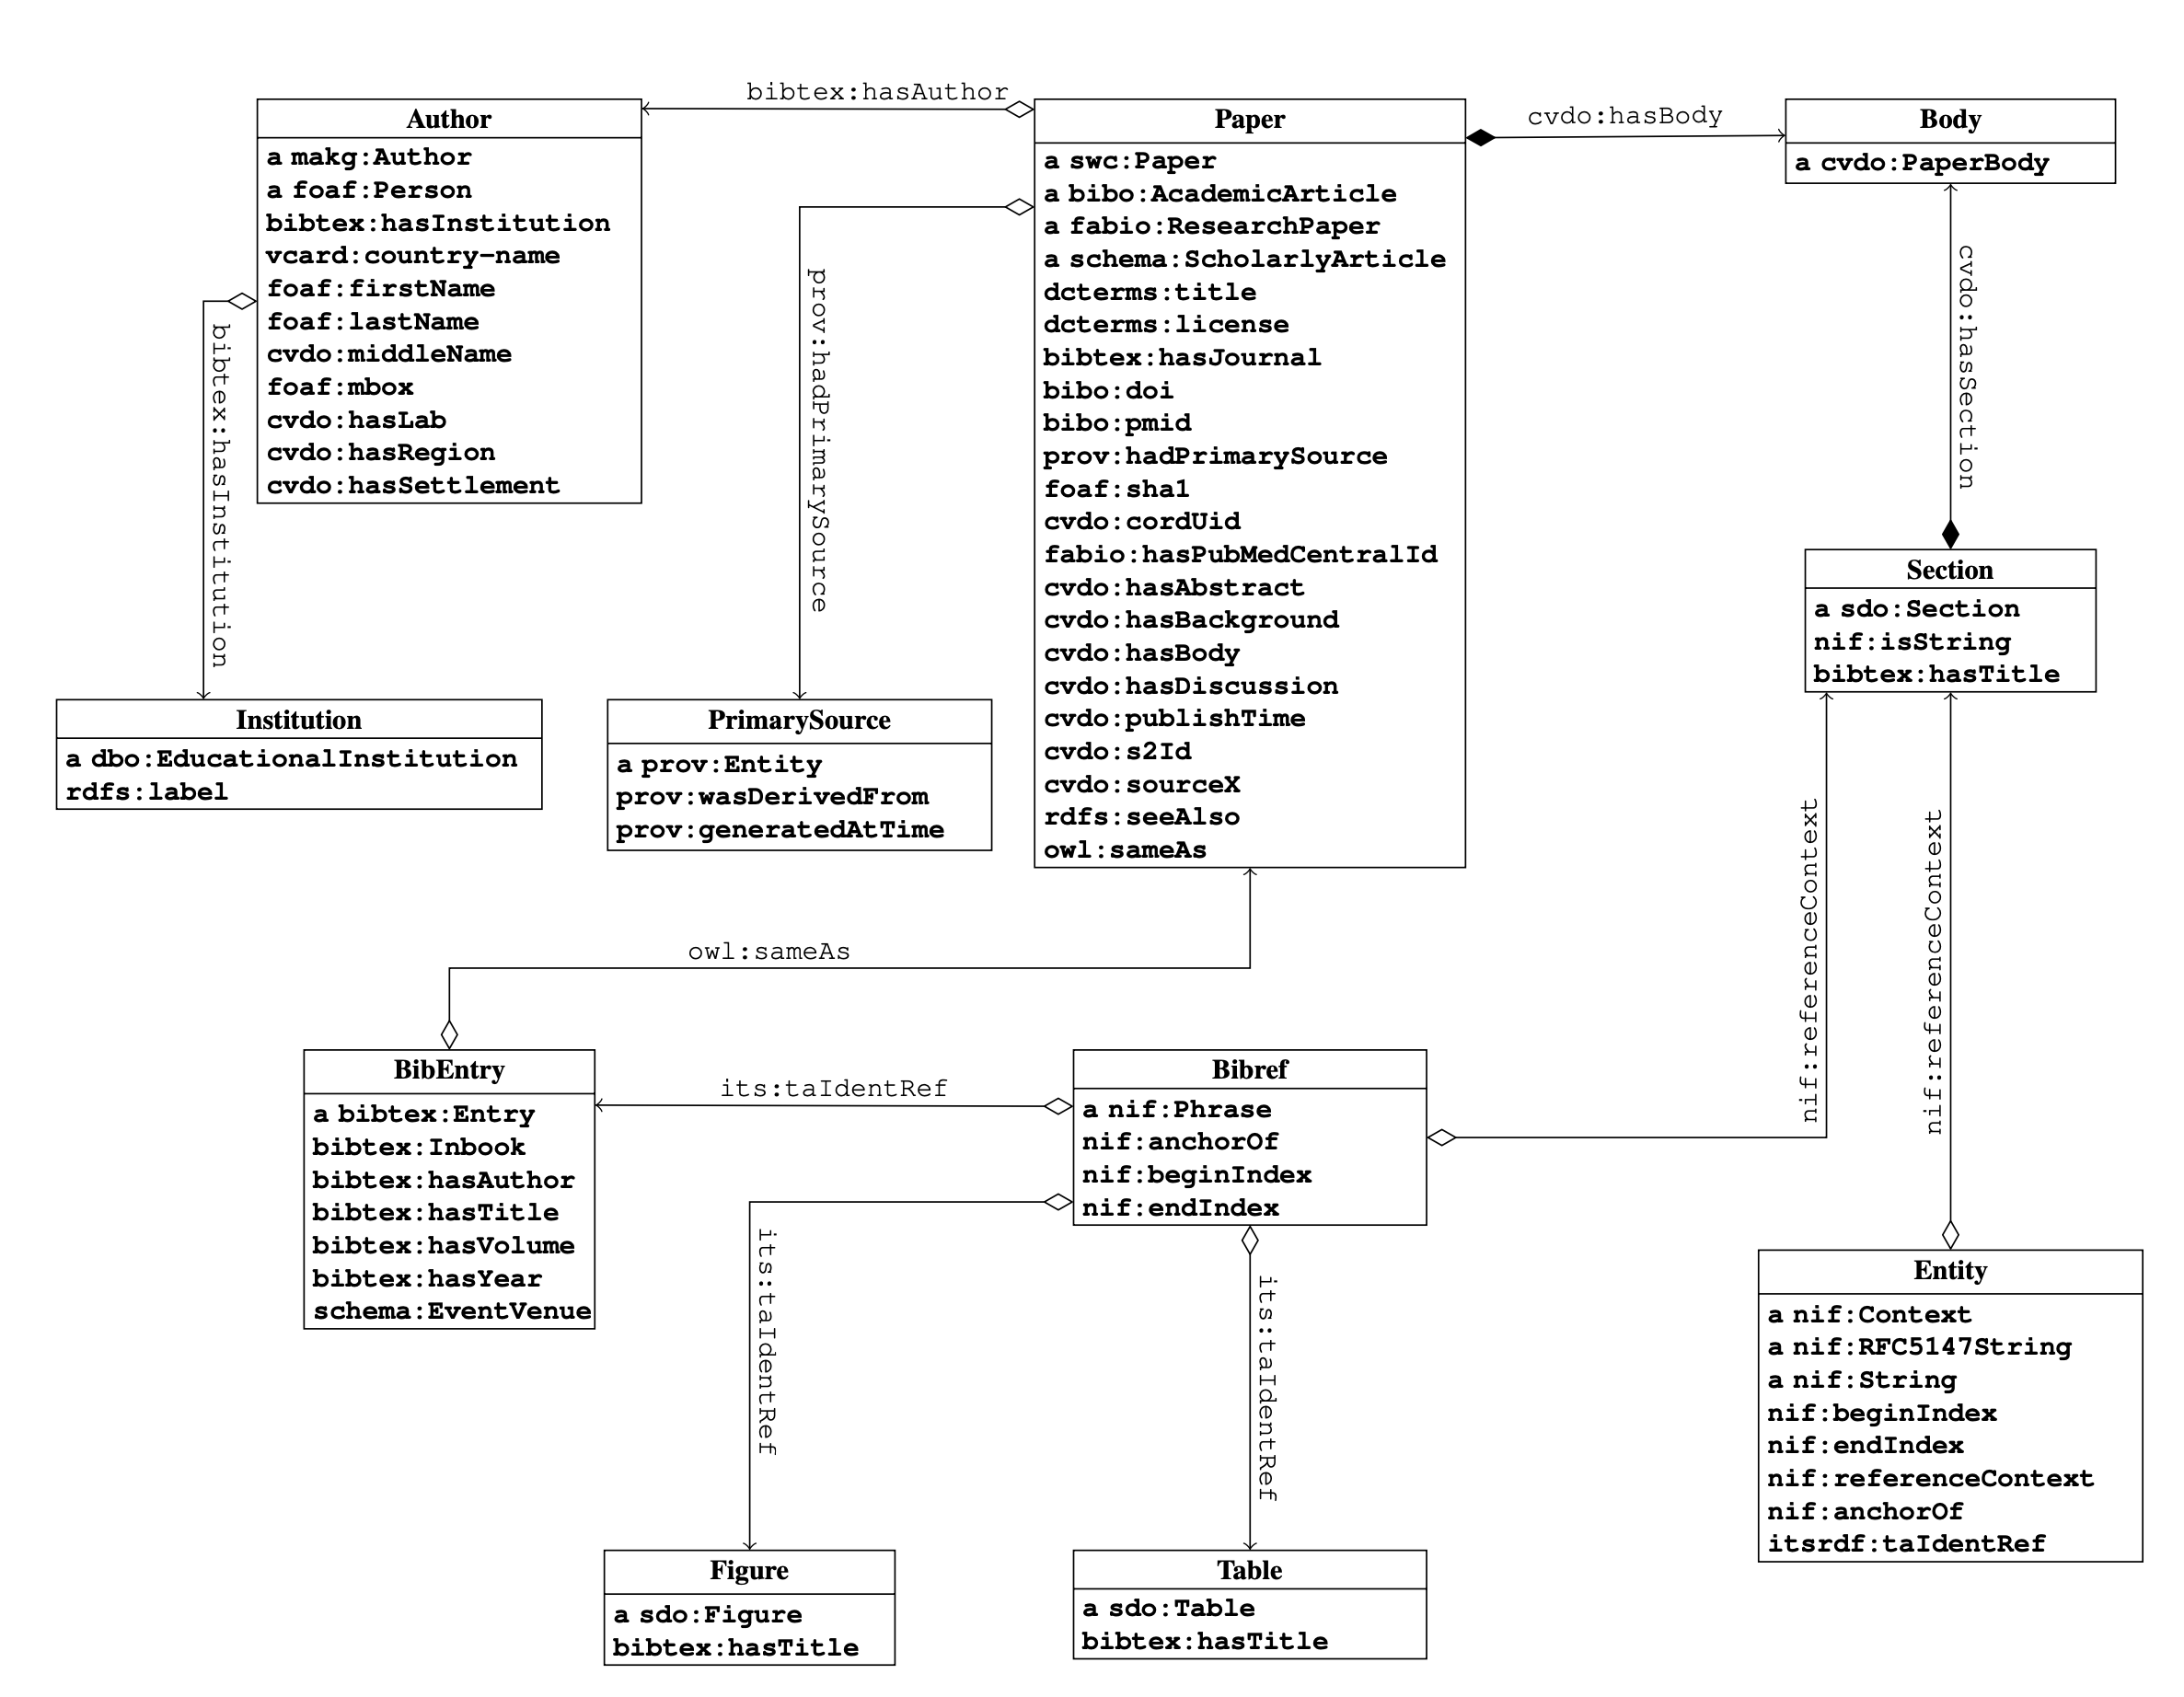 bibtex:hasAuthor
Author
a makg:Author
a foaf:Person
bibtex:hasInstitution
vcard:country-name
foaf:firstName
foaf:lastName
cvdo:middleName
foaf:mbox
cvdo:hasLab
cvdo:hasRegion
cvdo:hasSettlement
Paper
a swc:Paper
a bibo:AcademicArticle
a fabio:ResearchPaper
a schema:ScholarlyArticle
dcterms:title
dcterms:license
bibtex:hasJournal
bibo:doi
bibo:pmid
prov:hadPrimarySource
foaf:sha1
cvdo:cordUid
fabio:hasPubMedCentralId
cvdo:hasAbstract
cvdo:hasBackground
cvdo:hasBody
cvdo:hasDiscussion
cvdo:publishTime
cvdo:s2Id
cvdo:sourceX
rdfs:seeAlso
owl:sameAs
cvdo:hasBody
Body
a cvdo:PaperBody
cvdo:hasSection
bibtex:hasInstitution
prov:hadPrimarySource
Section
a sdo:Section
nif:isString
bibtex:hasTitle
Institution
a dbo:EducationalInstitution
rdfs:label
PrimarySource
a prov:Entity
prov:wasDerivedFrom
prov:generatedAtTime
nif:referenceContext
nif:referenceContext
owl:sameAs
BibEntry
a bibtex:Entry
bibtex:Inbook
bibtex:hasAuthor
bibtex:hasTitle
bibtex:hasVolume
bibtex:hasYear
schema:EventVenue
its:taIdentRef
Bibref
a nif:Phrase
nif:anchorOf
nif:beginIndex
nif:endIndex
its:taIdentRef
its:taIdentRef
Entity
a nif:Context
a nif:RFC5147String
a nif:String
nif:beginIndex
nif:endIndex
nif:referenceContext
nif:anchorOf
itsrdf:taIdentRef
Figure
a sdo:Figure
bibtex:hasTitle
Table
a sdo:Table
bibtex:hasTitle